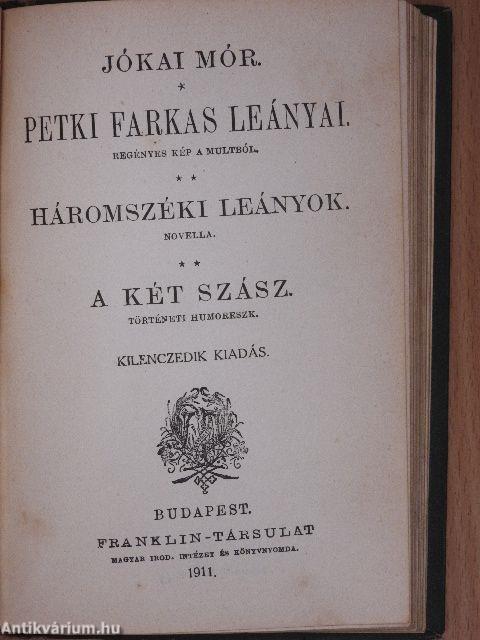 JÓKAI MÓR.
*
PETKI FARKAS LEÁNYAI.
REGÉNYES KÉP A MULTBÓL.
* *
HÁROMSZÉKI LEÁNYOK.
NOVELLA.
* *
A KÉT SZÁSZ.
TÖRTÉNETI HUMORESZK.
KILENCZEDIK KIADÁS.
BUDAPEST.
FRANKLIN-TÁRSULAT
MAGYAR IROD. INTÉZET ÉS KÖNYVNYOMDA.
1911.
Antikvárium.hu